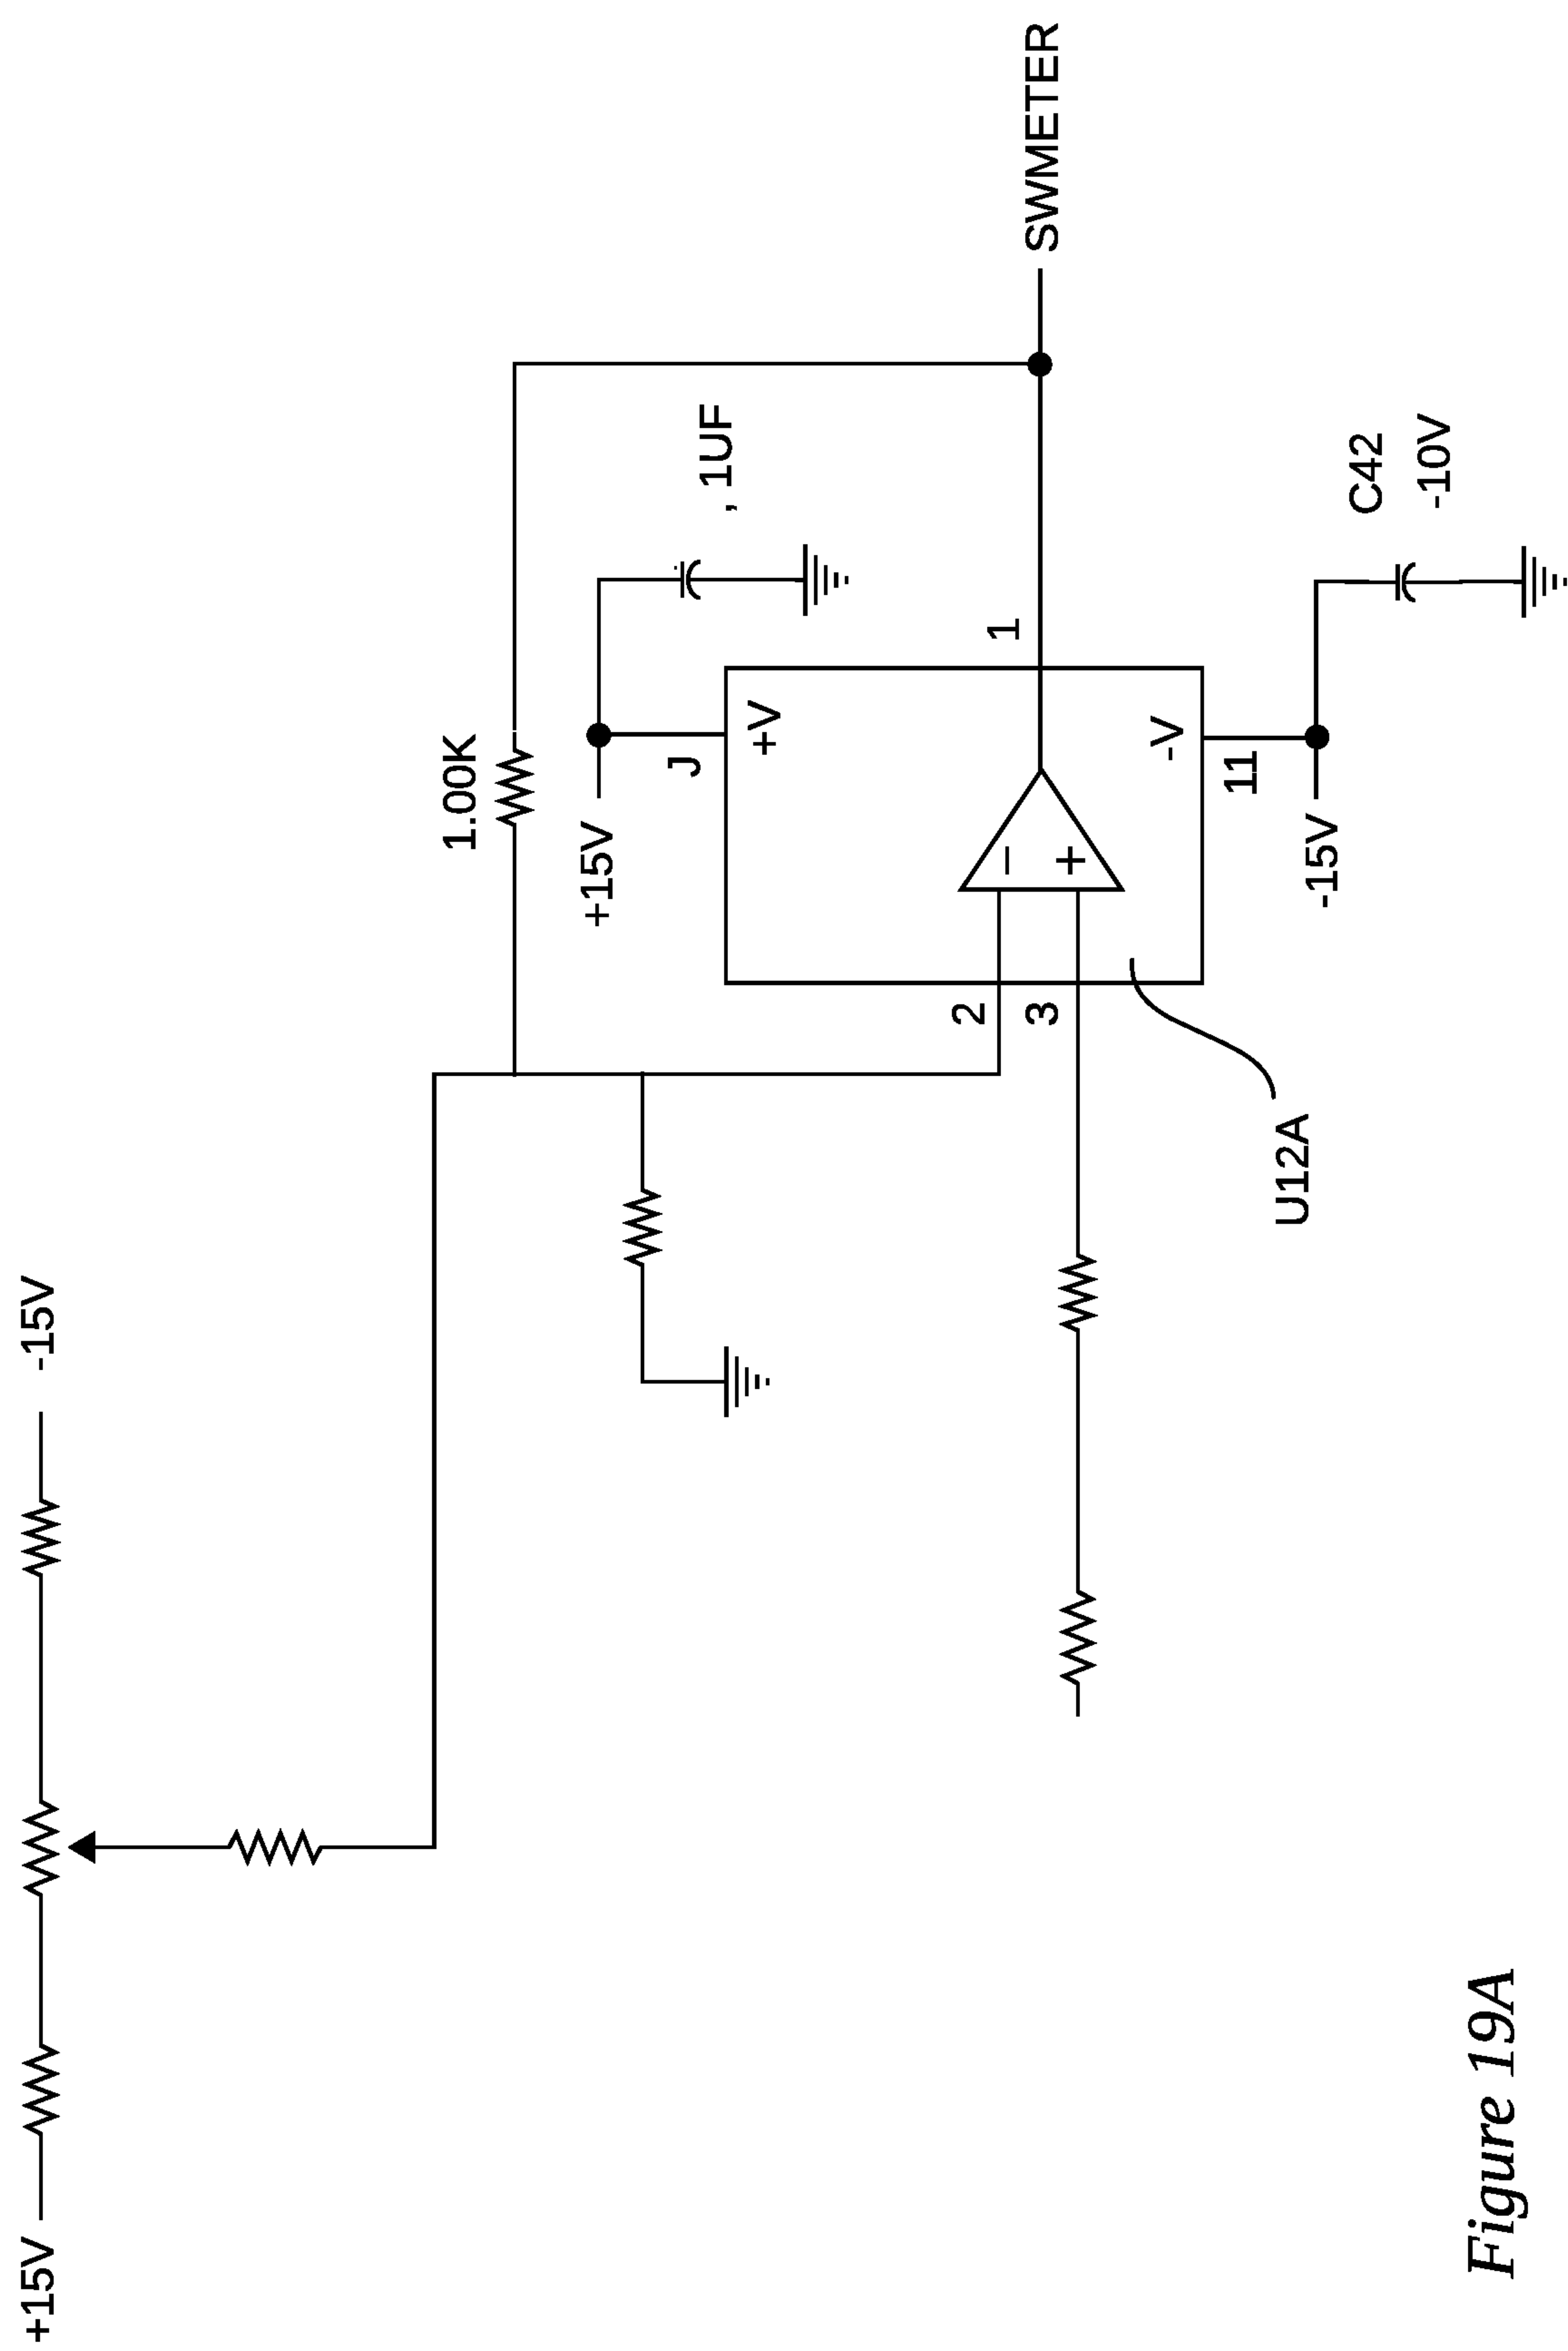 +15V
-15V
1.00K
+15V
, 1UF
J
+V
2
3
1
SWMETER
−
+
-V
11
-15V
C42
-10V
U12A
Figure 19A